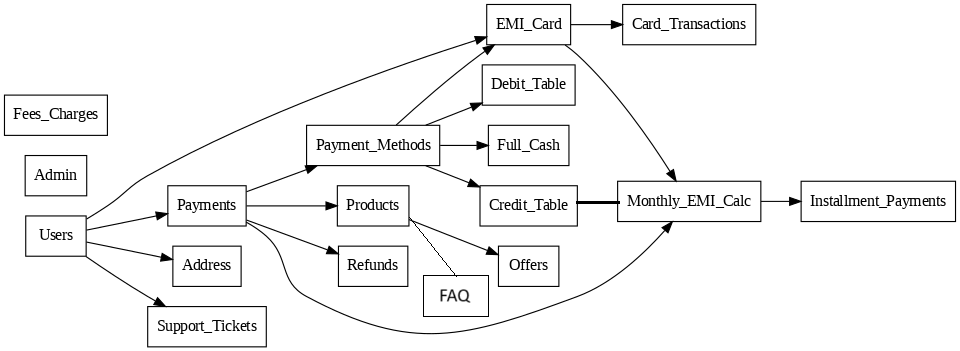 EMI_Card
Card_Transactions
Debit_Table
Fees_Charges
Payment_Methods
Full_Cash
Admin
Payments
Products
Credit_Table
Monthly_EMI_Calc
Installment_Payments
Users
Address
Refunds
Offers
FAQ
Support_Tickets